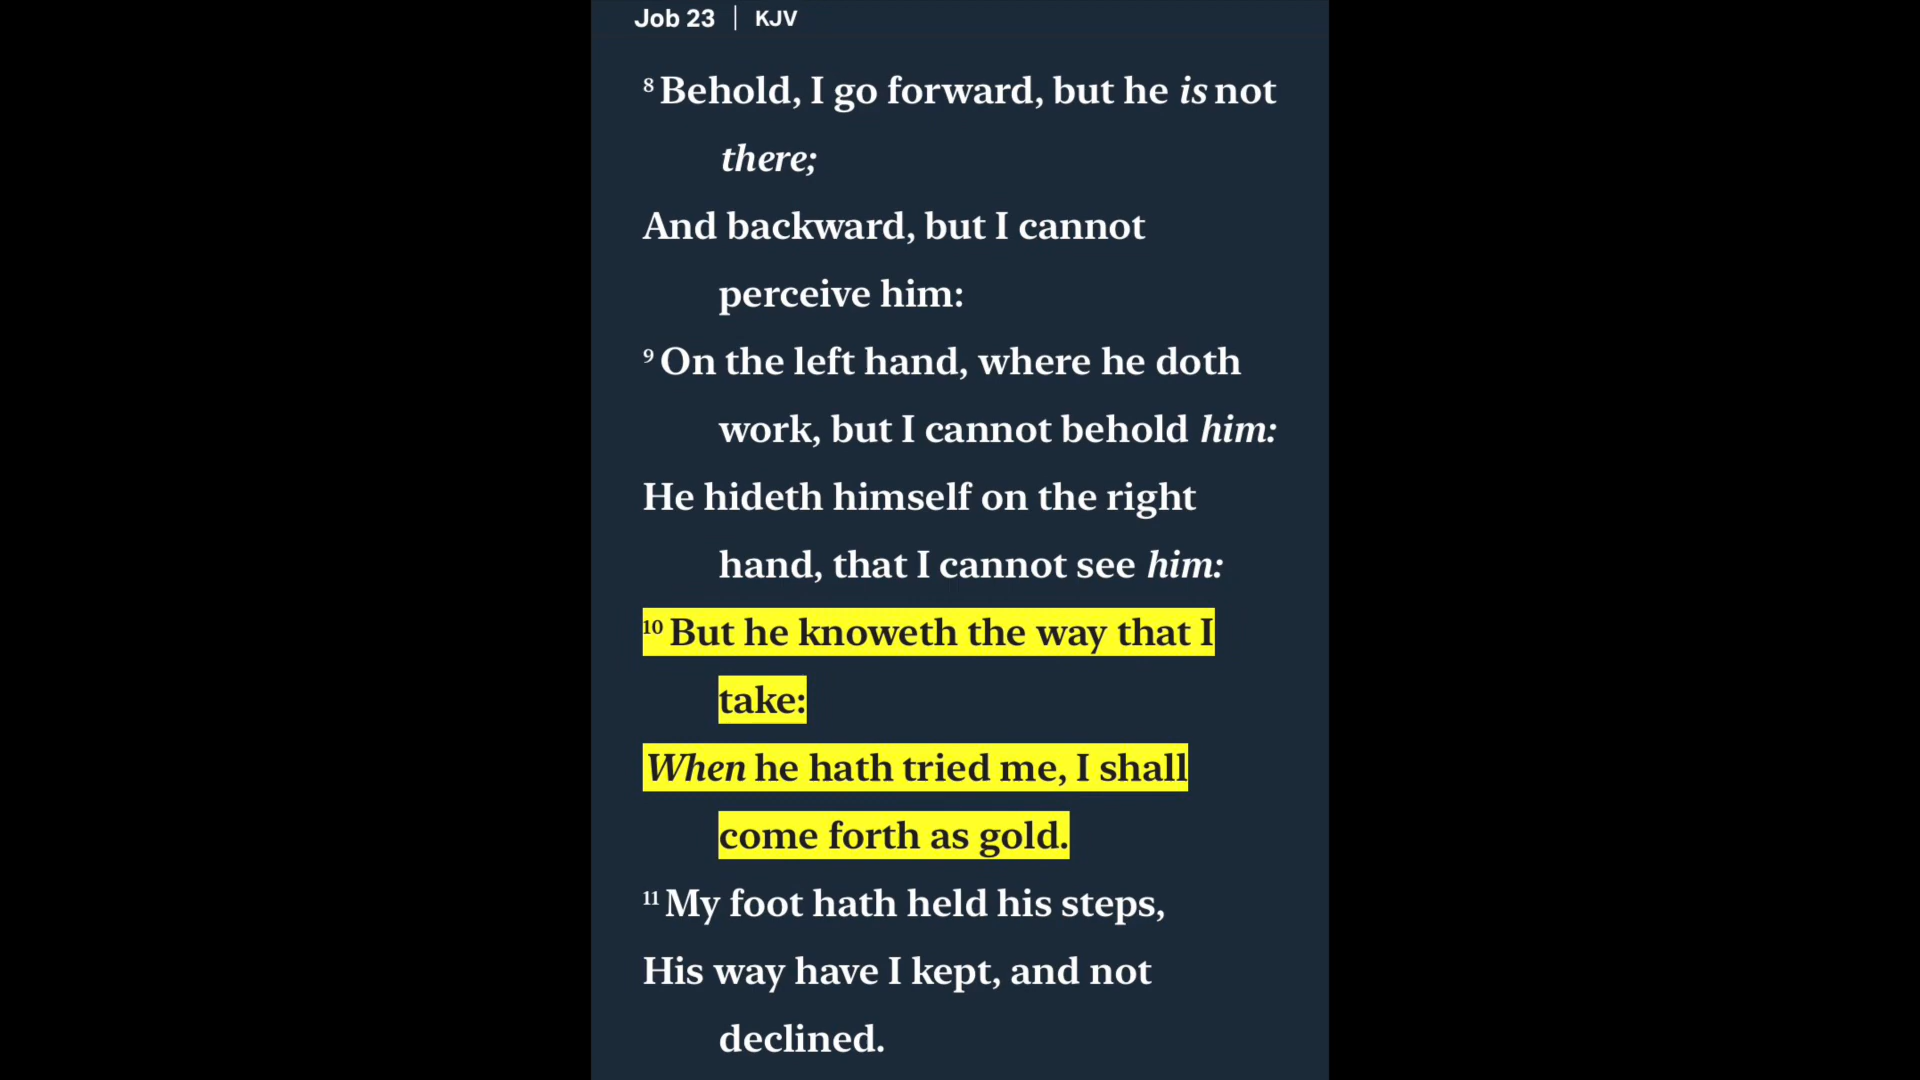 Job 23 | KJV
8 Behold, I go forward, but he is not
there;
And backward, but I cannot
perceive him:
9 On the left hand, where he doth
work, but I cannot behold him:
He hideth himself on the right
hand, that I cannot see him:
10 But he knoweth the way that I
take:
When he hath tried me, I shall
come forth as gold.
11 My foot hath held his steps,
His way have I kept, and not
declined.